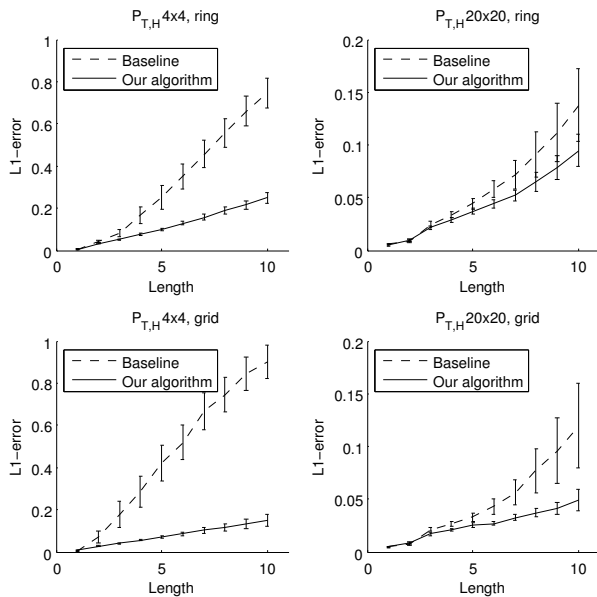 P_T,H 4x4, ring
1
0.8
0.6
0.4
0.2
0
0
5
10
L1-error
Length
Baseline
Our algorithm
P_T,H 20x20, ring
0.2
0.15
0.1
0.05
0
0
5
10
L1-error
Length
Baseline
Our algorithm
P_T,H 4x4, grid
1
0.8
0.6
0.4
0.2
0
0
5
10
L1-error
Length
Baseline
Our algorithm
P_T,H 20x20, grid
0.2
0.15
0.1
0.05
0
0
5
10
L1-error
Length
Baseline
Our algorithm